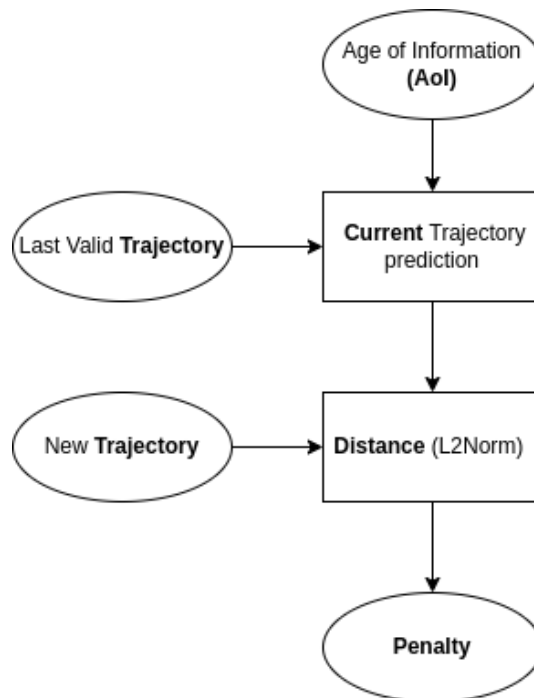 Age of Information
(AoI)
Last Valid Trajectory
Current Trajectory
prediction
New Trajectory
Distance (L2Norm)
Penalty